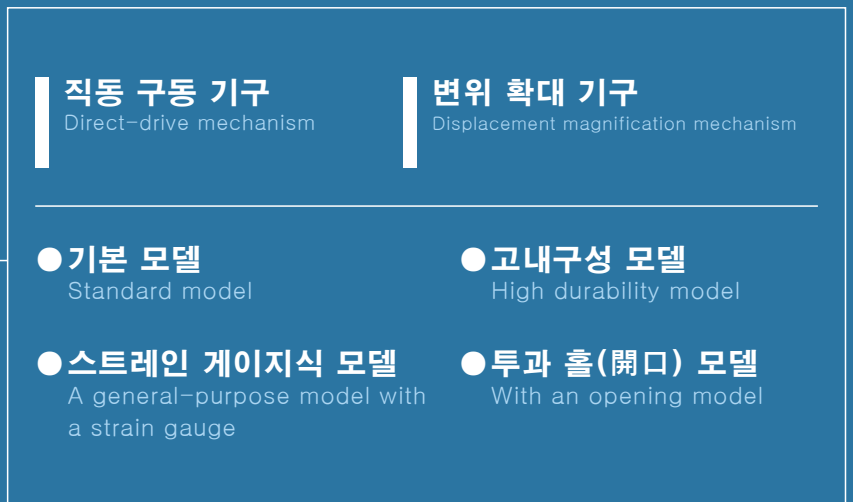 직동 구동 기구
Direct-drive mechanism
변위 확대 기구
Displacement magnification mechanism
●기본 모델
Standard model
●고내구성 모델
High durability model
●스트레인 게이지식 모델
A general-purpose model with
a strain gauge
●투과 홀(開口) 모델
With an opening model